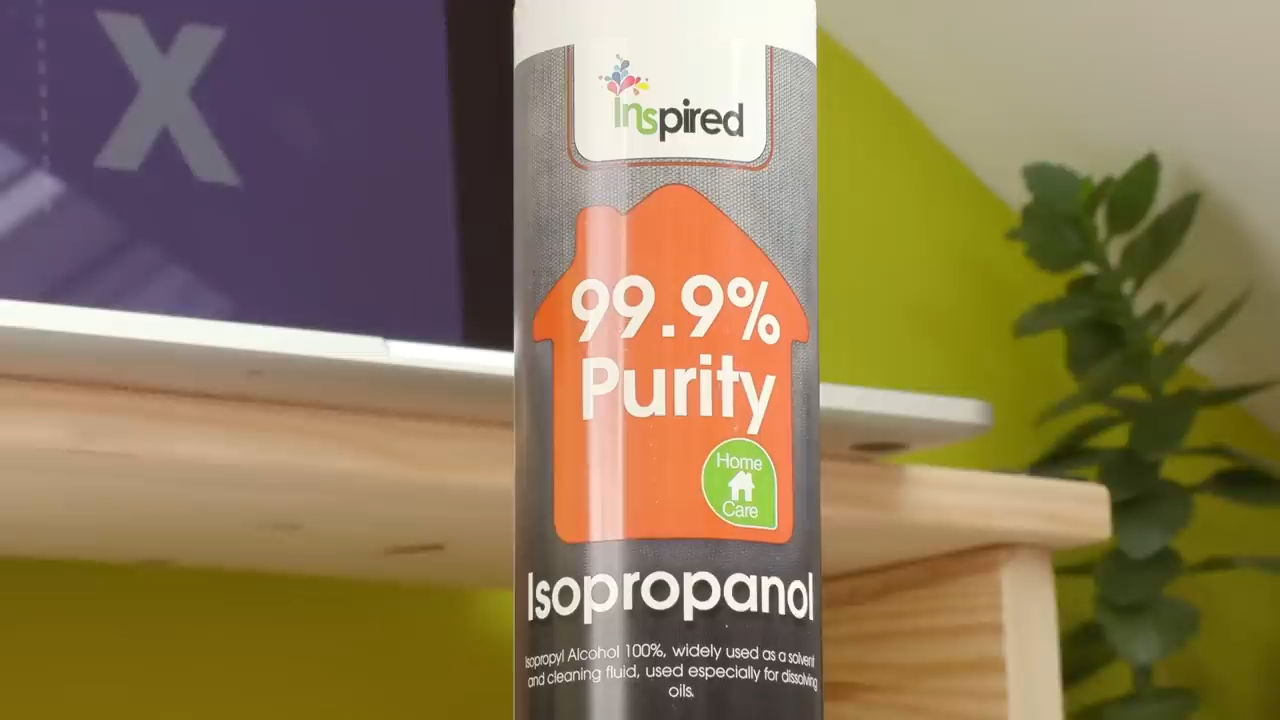 X
Inspired
99.9%
Purity
Home
Care
Isopropanol
Isopropyl Alcohol 100%, widely used as a solvent
and cleaning fluid, used especially for dissolving
oils.